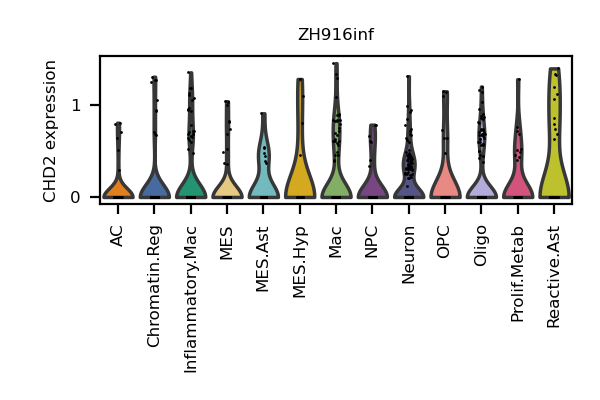 ZH916inf
CHD2 expression
1
0
AC
Chromatin.Reg
Inflammatory.Mac
MES
MES.Ast
MES.Hyp
Mac
NPC
Neuron
OPC
Oligo
Prolif.Metab
Reactive.Ast